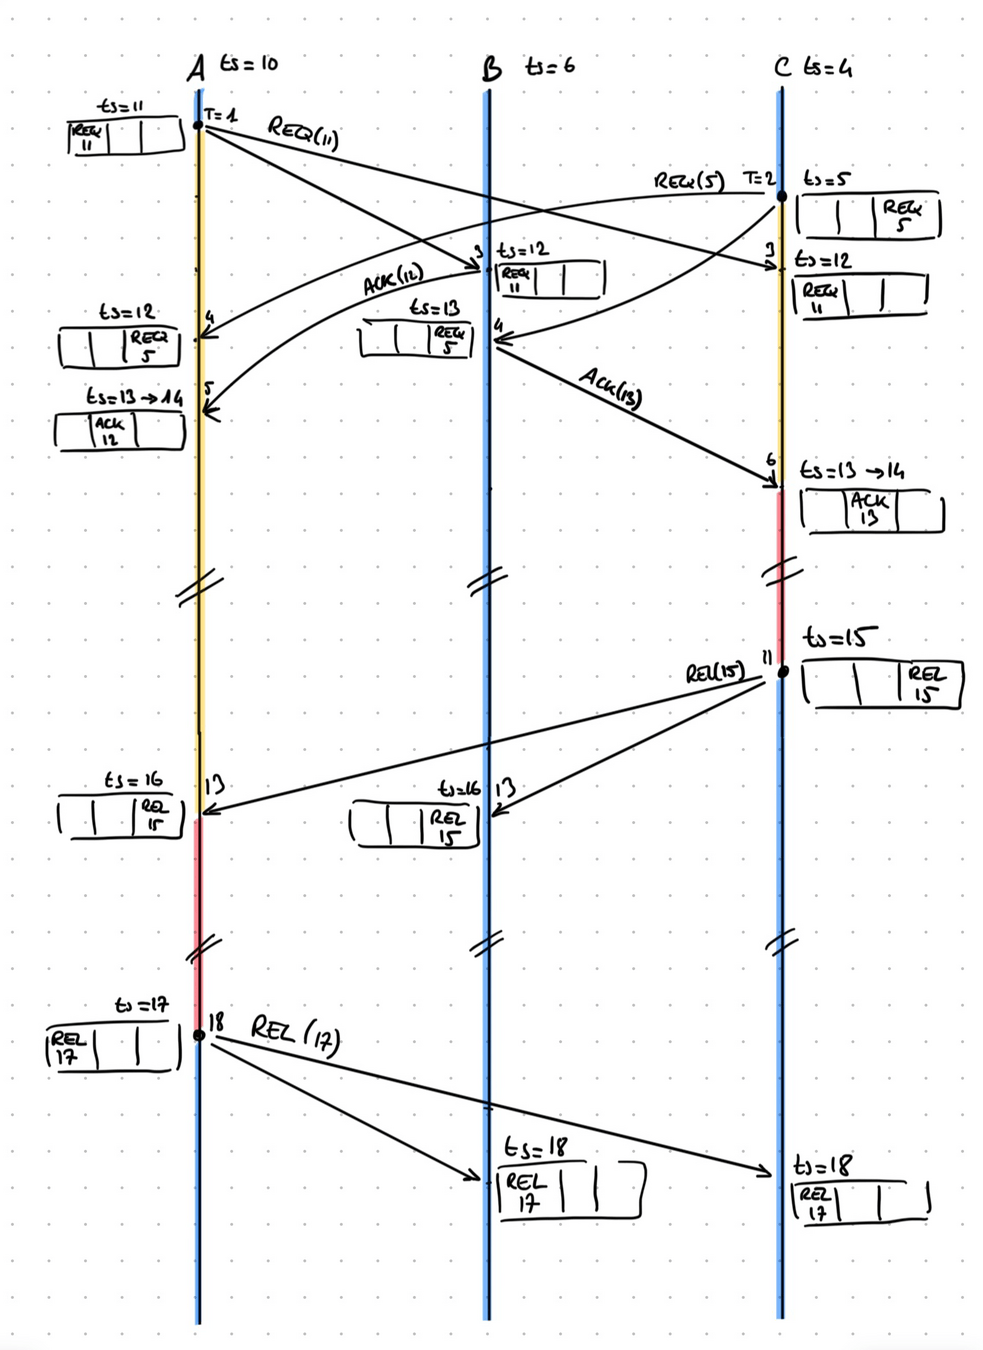 A ts=10
B ts=6
C ts=4
ts=11
T=1
REQ
11
REQ(11)
REQ(5)
T=2
ts=5
REQ
5
3
ts=12
REQ
11
3
ts=12
REQ
11
ACK(12)
ts=12
4
REQ
5
ts=13
4
REQ
5
ts=13→14
5
ACK
12
ACK(13)
6
ts=13→14
ACK
13
ts=15
11
REL(15)
REL
15
ts=16
13
REL
15
ts=16
13
REL
15
ts=17
18
REL
17
REL (17)
ts=18
REL
17
ts=18
REL
17